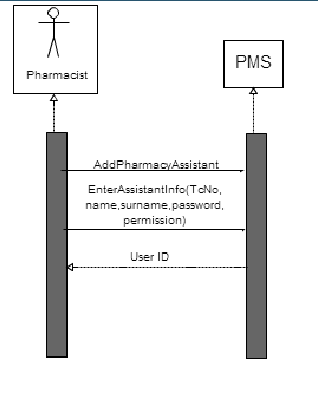 Pharmacist
PMS
AddPharmacyAssistant
EnterAssistantInfo(TcNo,
name,surname,password,
permission)
User ID